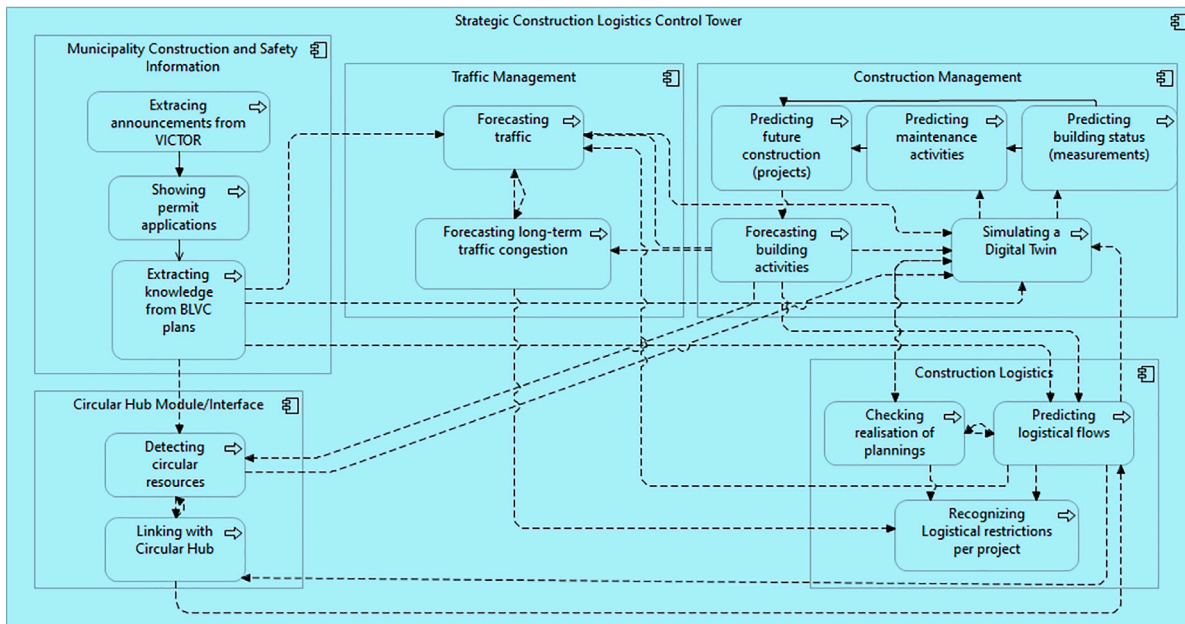 Strategic Construction Logistics Control Tower
Municipality Construction and Safety
Information
Extracing
announcements from
VICTOR
Showing
permit
applications
Extracting
knowledge
from BLVC
plans
Traffic Management
Forecasting
traffic
Forecasting long-term
traffic congestion
Construction Management
Predicting
future
construction
(projects)
Predicting
maintenance
activities
Predicting
building status
(measurements)
Forecasting
building
activities
Simulating a
Digital Twin
Circular Hub Module/Interface
Detecting
circular
resources
Linking with
Circular Hub
Construction Logistics
Checking
realisation of
plannings
Predicting
logistical flows
Recognizing
Logistical restrictions
per project